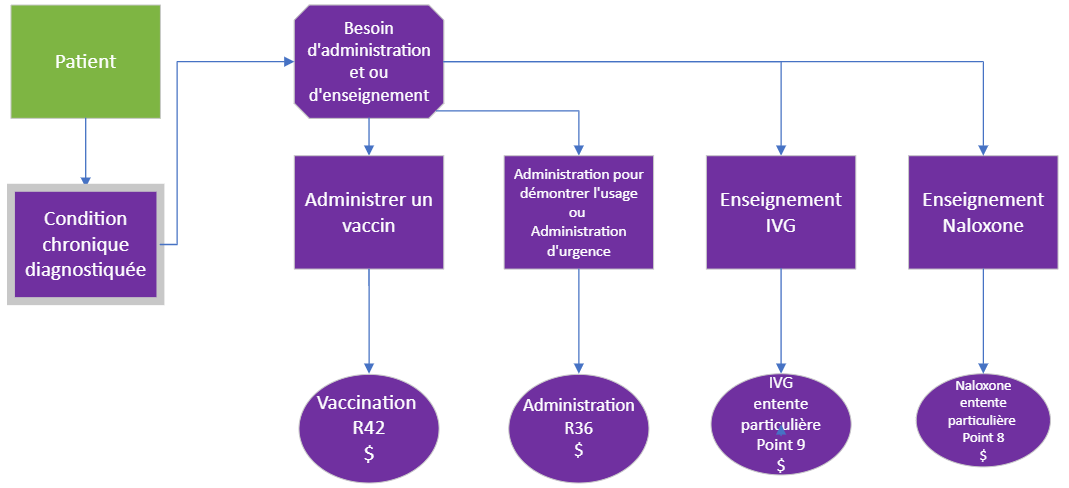 Patient
Condition
chronique
diagnostiquée
Besoin
d'administration
et ou
d'enseignement
Administrer un
vaccin
Administration pour
démontrer l'usage
ou
Administration
d'urgence
Enseignement
IVG
Enseignement
Naloxone
Vaccination
R42
$
Administration
R36
$
IVG
entente
particulière
Point 9
$
Naloxone
entente
particulière
Point 8
$